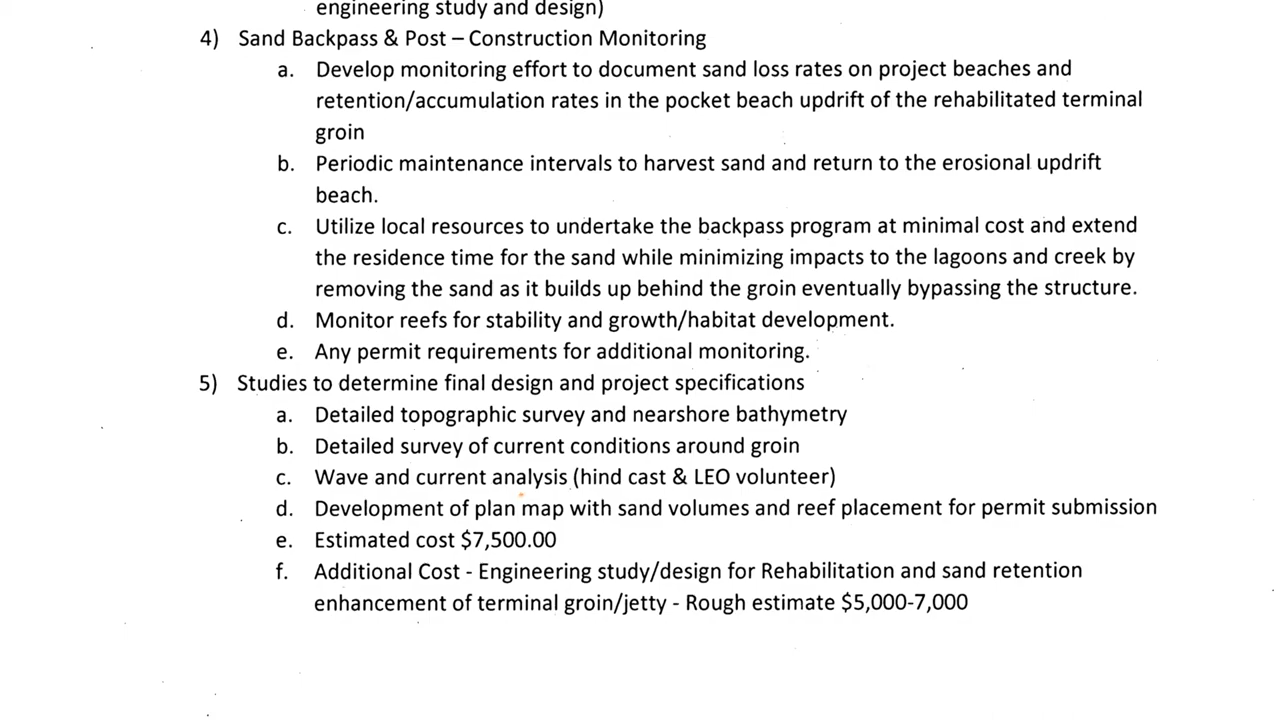 engineering study and design)
4) Sand Backpass & Post – Construction Monitoring
a. Develop monitoring effort to document sand loss rates on project beaches and
retention/accumulation rates in the pocket beach updrift of the rehabilitated terminal
groin
b. Periodic maintenance intervals to harvest sand and return to the erosional updrift
beach.
c. Utilize local resources to undertake the backpass program at minimal cost and extend
the residence time for the sand while minimizing impacts to the lagoons and creek by
removing the sand as it builds up behind the groin eventually bypassing the structure.
d. Monitor reefs for stability and growth/habitat development.
e. Any permit requirements for additional monitoring.
5) Studies to determine final design and project specifications
a. Detailed topographic survey and nearshore bathymetry
b. Detailed survey of current conditions around groin
c. Wave and current analysis (hind cast & LEO volunteer)
d. Development of plan map with sand volumes and reef placement for permit submission
e. Estimated cost $7,500.00
f. Additional Cost - Engineering study/design for Rehabilitation and sand retention
enhancement of terminal groin/jetty - Rough estimate $5,000-7,000